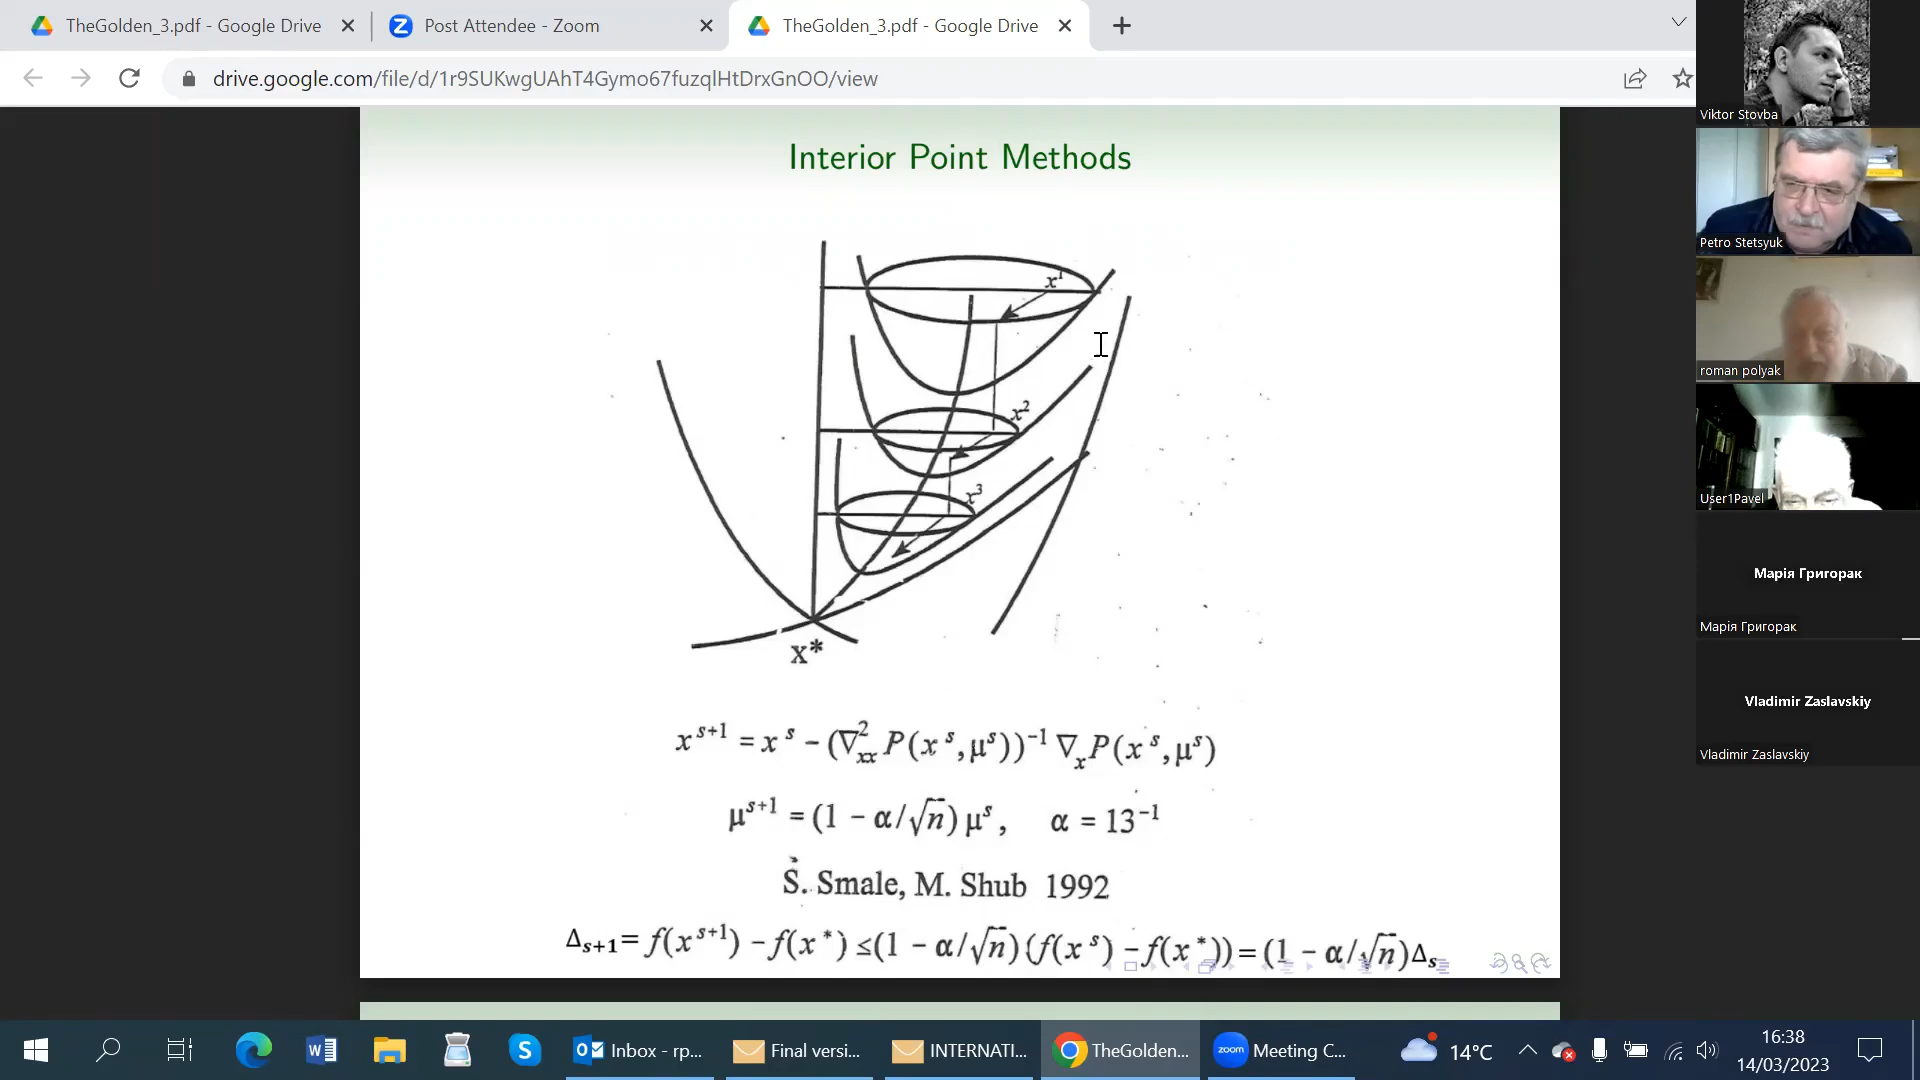 TheGolden_3.pdf - Google Drive
Post Attendee - Zoom
TheGolden_3.pdf - Google Drive
drive.google.com/file/d/1r9SUKwgUAhT4Gymo67fuzqlHtDrxGnOO/view
Interior Point Methods
x¹
x²
x³
x*
x^{s+1} = x^s − (∇²_{xx} P(x^s, μ^s))^{−1} ∇_x P(x^s, μ^s)
μ^{s+1} = (1 − α/√n) μ^s, α = 13^{−1}
S. Smale, M. Shub 1992
Δ_{s+1} = f(x^{s+1}) − f(x*) ≤ (1 − α/√n)(f(x^s) − f(x*)) = (1 − α/√n)Δ_s
Viktor Stovba
Petro Stetsyuk
roman polyak
User1Pavel
Марія Григорак
Марія Григорак
Vladimir Zaslavskiy
Vladimir Zaslavskiy
Inbox - rp...
Final versi...
INTERNATI...
TheGolden...
zoom
Meeting C...
14°C
16:38
14/03/2023